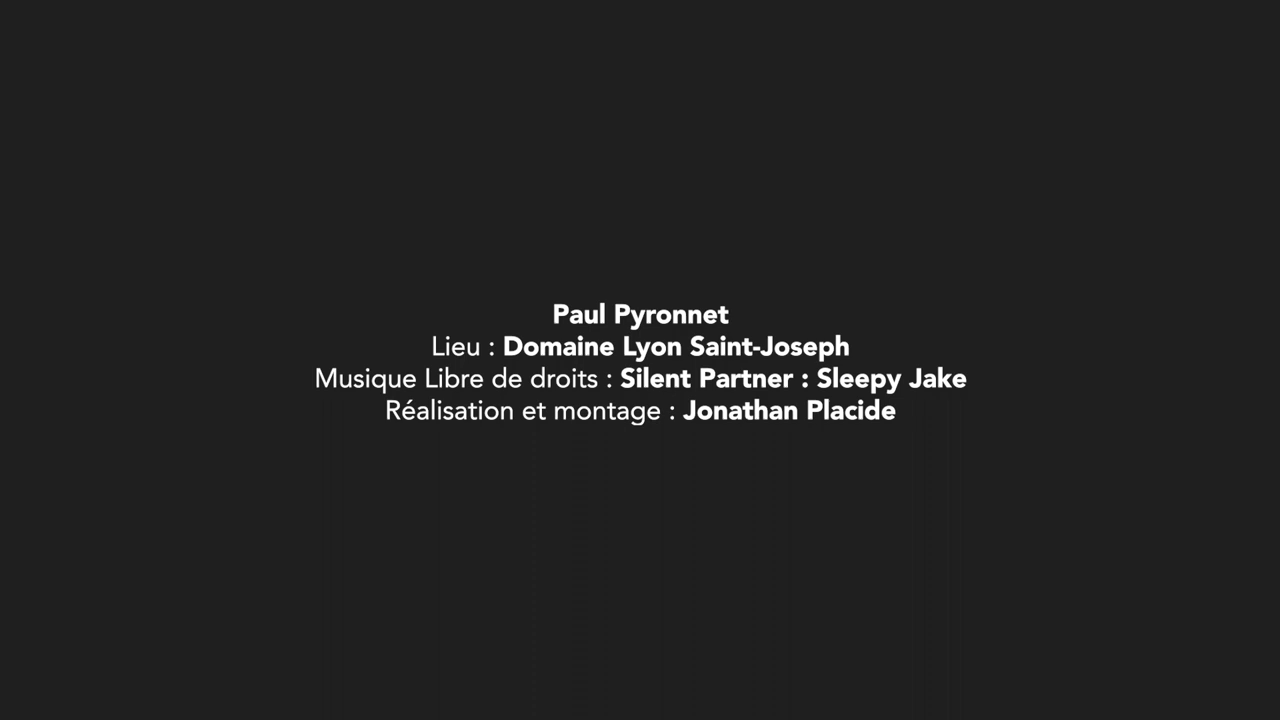 Paul Pyronnet
Lieu : Domaine Lyon Saint-Joseph
Musique Libre de droits : Silent Partner : Sleepy Jake
Réalisation et montage : Jonathan Placide